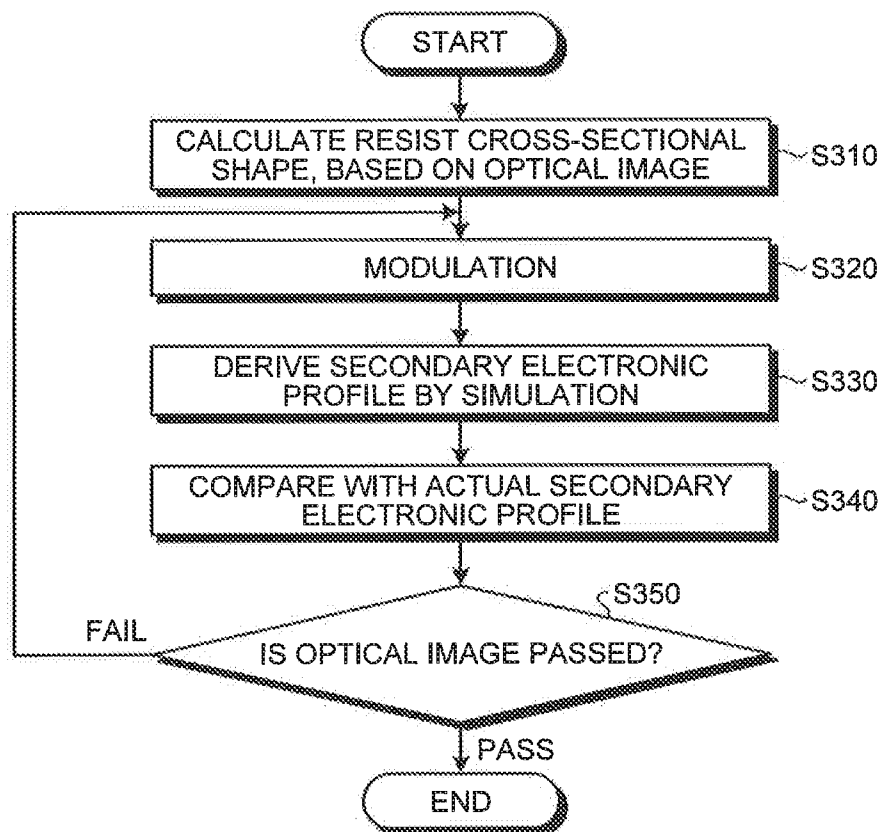 START
CALCULATE RESIST CROSS-SECTIONAL
SHAPE, BASED ON OPTICAL IMAGE
S310
MODULATION
S320
DERIVE SECONDARY ELECTRONIC
PROFILE BY SIMULATION
S330
COMPARE WITH ACTUAL SECONDARY
ELECTRONIC PROFILE
S340
S350
FAIL
IS OPTICAL IMAGE PASSED?
PASS
END